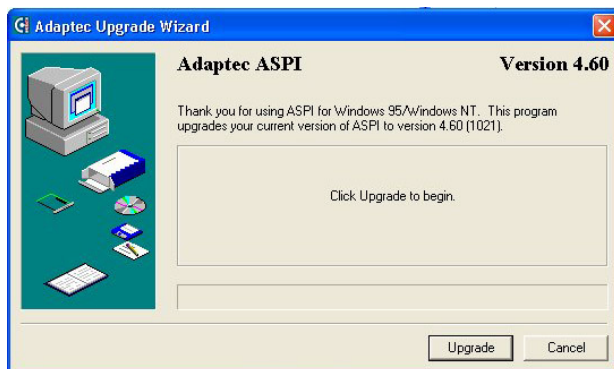 Adaptec Upgrade Wizard
Adaptec ASPI Version 4.60
Thank you for using ASPI for Windows 95/Windows NT. This program
upgrades your current version of ASPI to version 4.60 (1021).
Click Upgrade to begin.
Upgrade Cancel